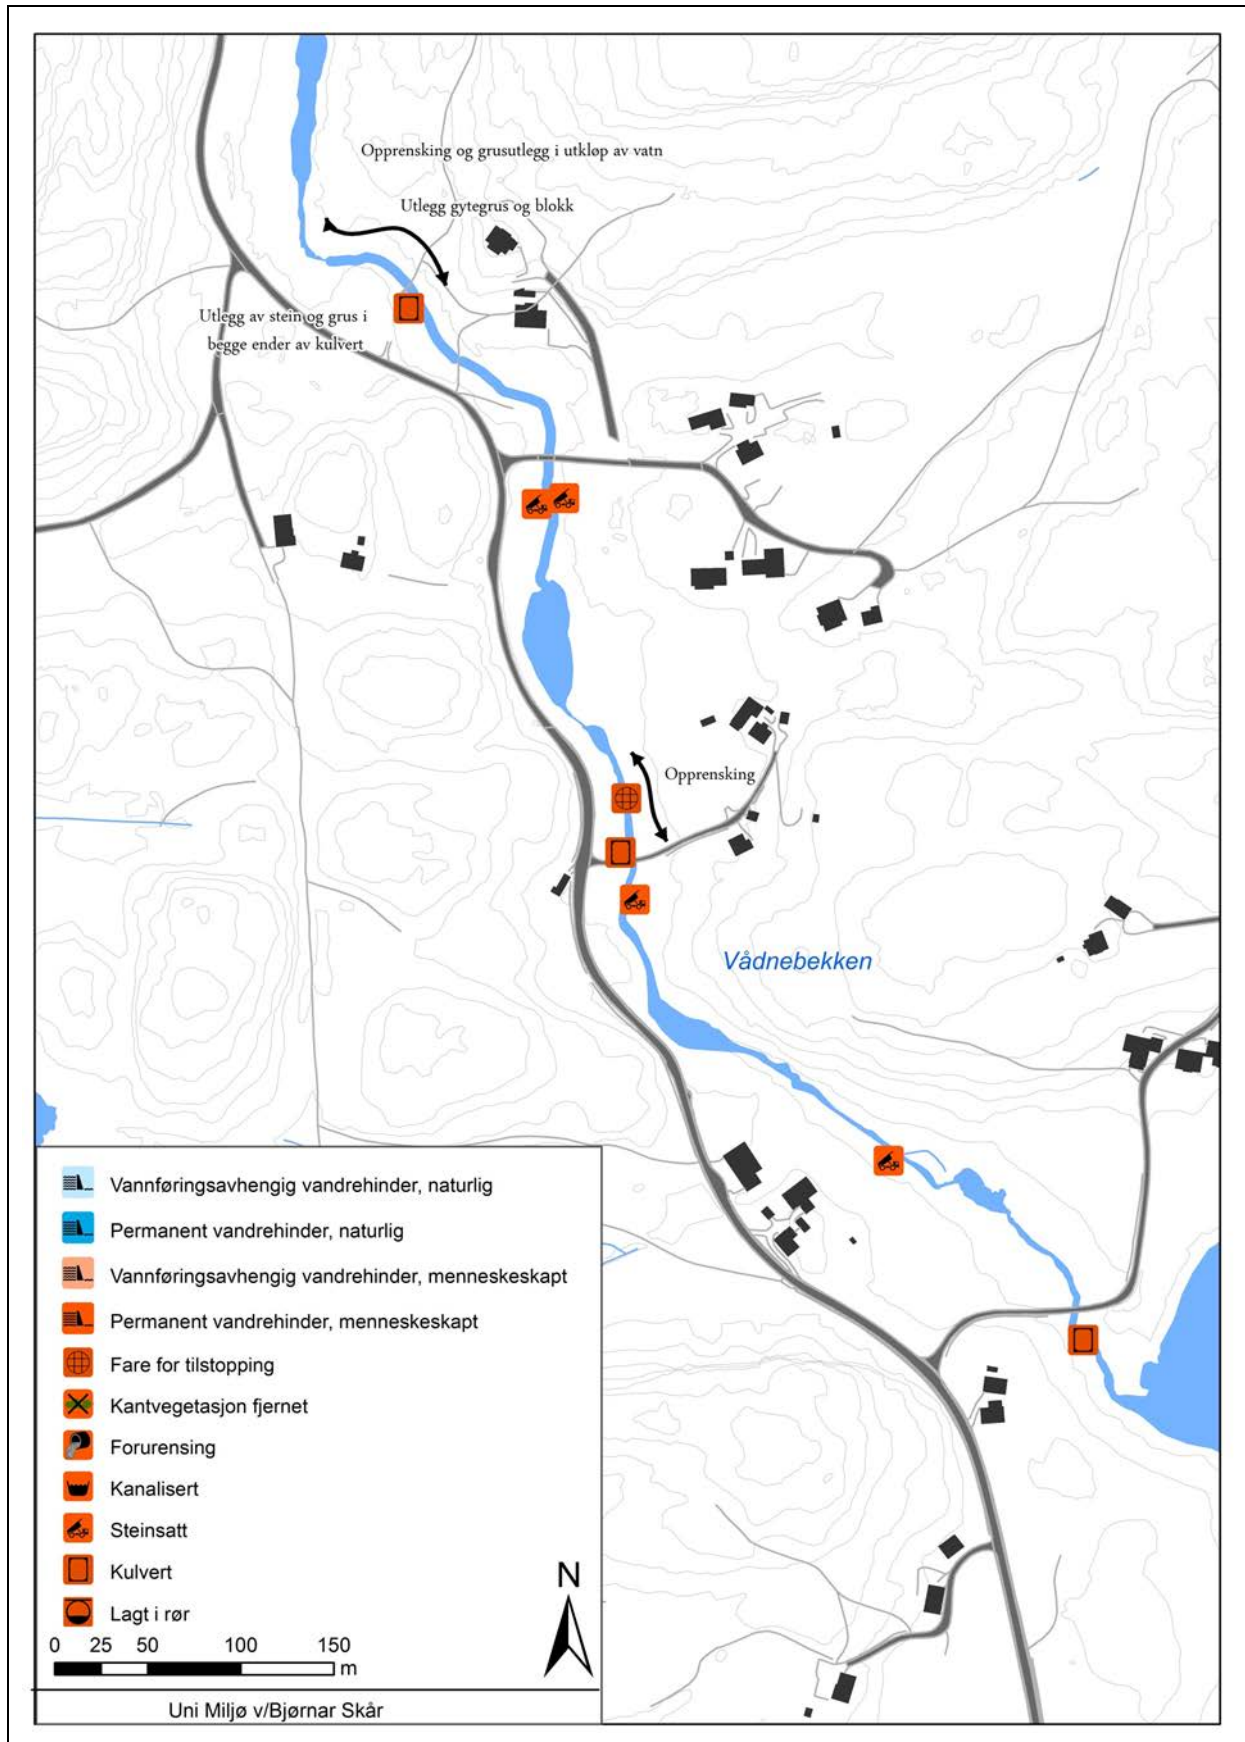 Opprensking og grusutlegg i utkløp av vatn
Utlegg gytegrus og blokk
Utlegg av stein og grus i
begge ender av kulvert
Opprensking
Vådnebekken
Vannføringsavhengig vandrehinder, naturlig
Permanent vandrehinder, naturlig
Vannføringsavhengig vandrehinder, menneskeskapt
Permanent vandrehinder, menneskeskapt
Fare for tilstopping
Kantvegetasjon fjernet
Forurensing
Kanalisert
Steinsatt
Kulvert
Lagt i rør
N
0 25 50 100 150
m
Uni Miljø v/Bjørnar Skår